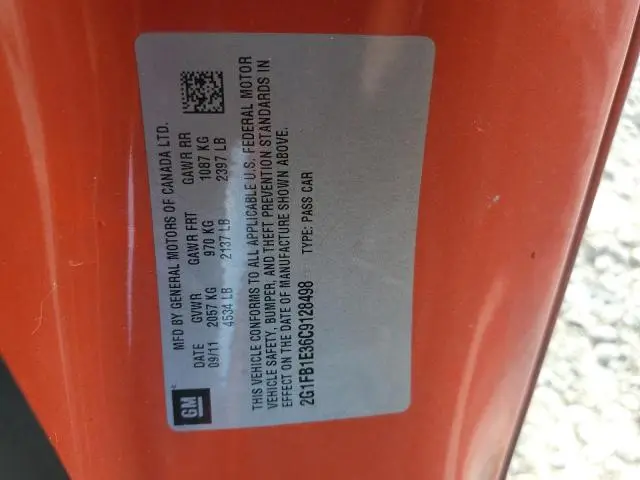 MFD BY GENERAL MOTORS OF CANADA LTD.
DATE GVWR GAWR FRT GAWR RR
09/11 2057 KG 970 KG 1087 KG
4534 LB 2137 LB 2397 LB
THIS VEHICLE CONFORMS TO ALL APPLICABLE U.S. FEDERAL MOTOR
VEHICLE SAFETY, BUMPER, AND THEFT PREVENTION STANDARDS IN
EFFECT ON THE DATE OF MANUFACTURE SHOWN ABOVE.
2G1FB1E36C9128498 TYPE: PASS CAR
GM